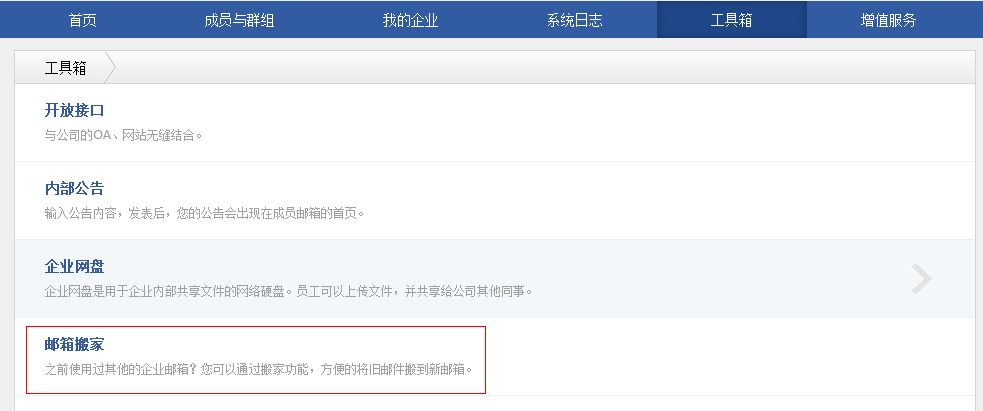 首页 成员与群组 我的企业 系统日志 工具箱 增值服务
工具箱
开放接口
与公司的OA、网站无缝结合。
内部公告
输入公告内容，发表后，您的公告会出现在成员邮箱的首页。
企业网盘
企业网盘是用于企业内部共享文件的网络硬盘。员工可以上传文件，并共享给公司其他同事。
邮箱搬家
之前使用过其他的企业邮箱？您可以通过搬家功能，方便的将旧邮件搬到新邮箱。